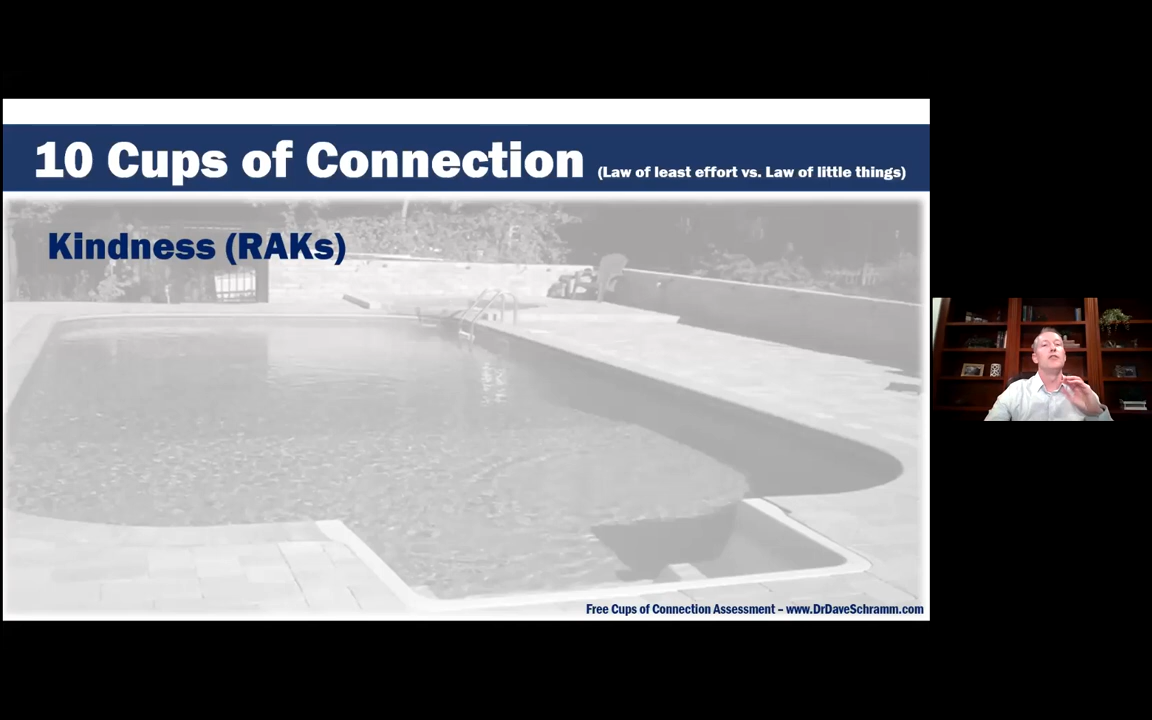 10 Cups of Connection (Law of least effort vs. Law of little things)
Kindness (RAKs)
Free Cups of Connection Assessment – www.DrDaveSchramm.com